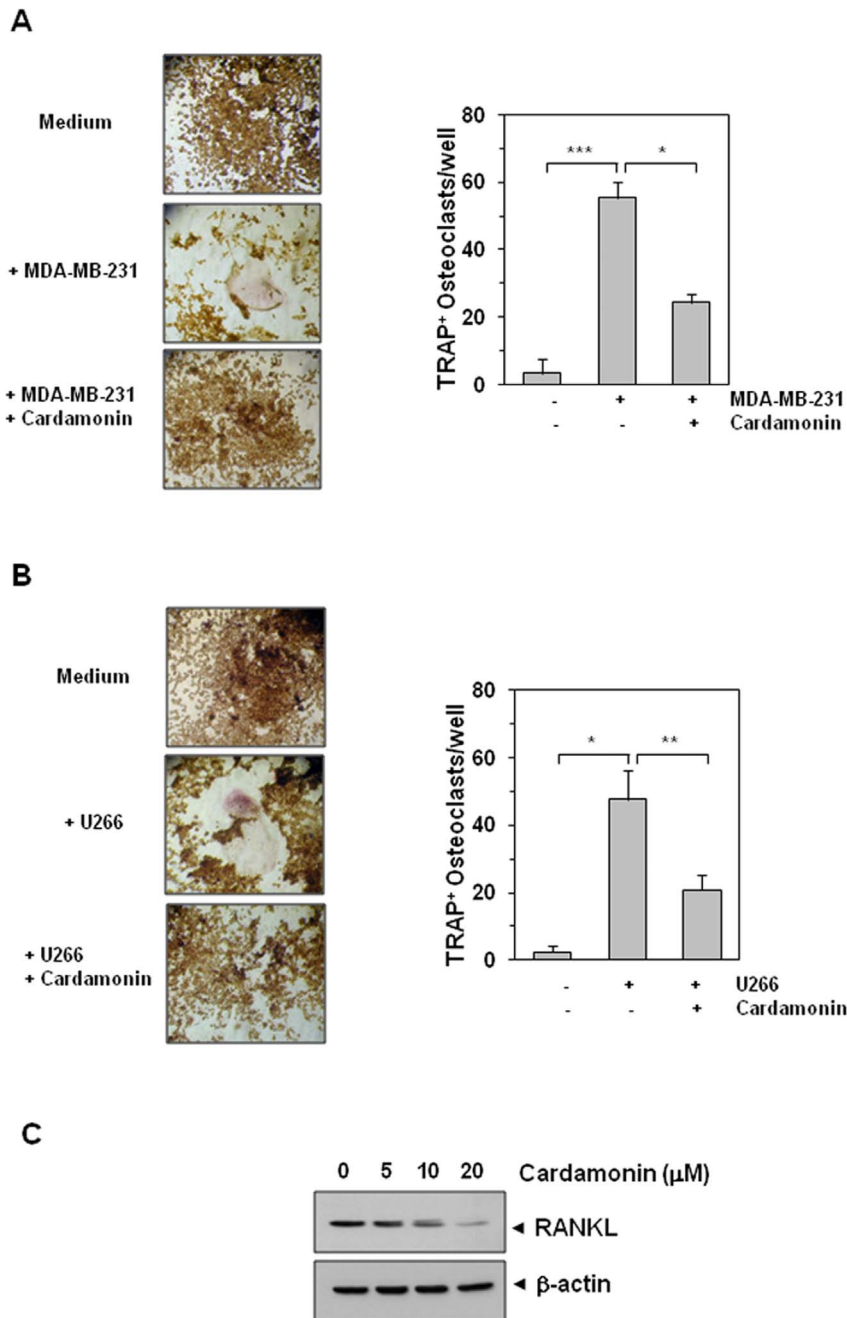 A
Medium
+ MDA-MB-231
+ MDA-MB-231
+ Cardamonin
80
60
40
20
0
TRAP+ Osteoclasts/well
*** *
- + + MDA-MB-231
- - + Cardamonin
B
Medium
+ U266
+ U266
+ Cardamonin
80
60
40
20
0
TRAP+ Osteoclasts/well
* **
- + + U266
- - + Cardamonin
C
0 5 10 20 Cardamonin (μM)
◄ RANKL
◄ β-actin